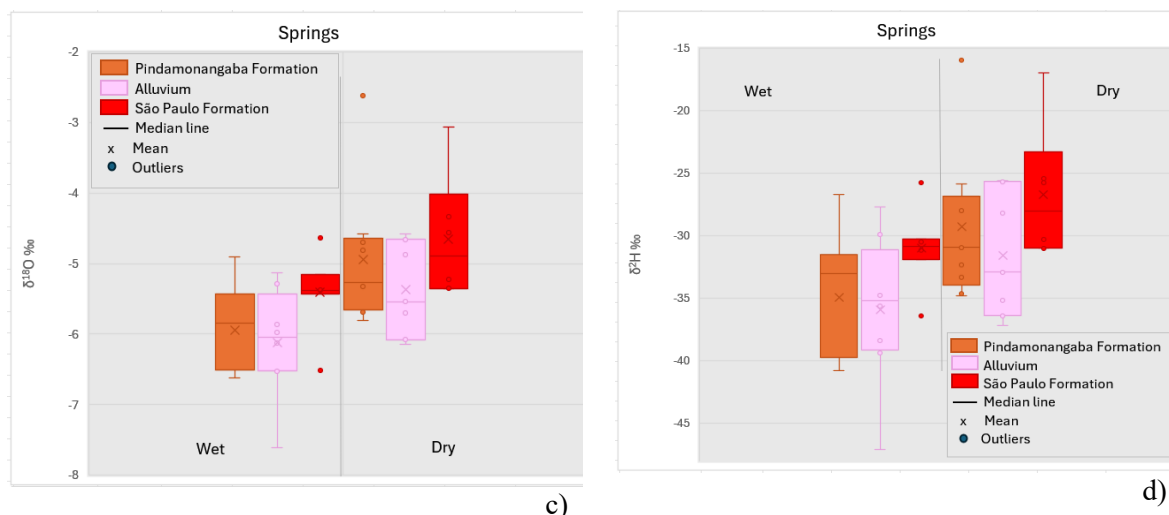 Springs
-2
-3
-4
-5
-6
-7
-8
δ18O ‰
Pindamonangaba Formation
Alluvium
São Paulo Formation
Median line
x Mean
Outliers
Wet
Dry
c)
Springs
-15
-20
-25
-30
-35
-40
-45
δ2H ‰
Wet
Dry
Pindamonangaba Formation
Alluvium
São Paulo Formation
Median line
x Mean
Outliers
d)